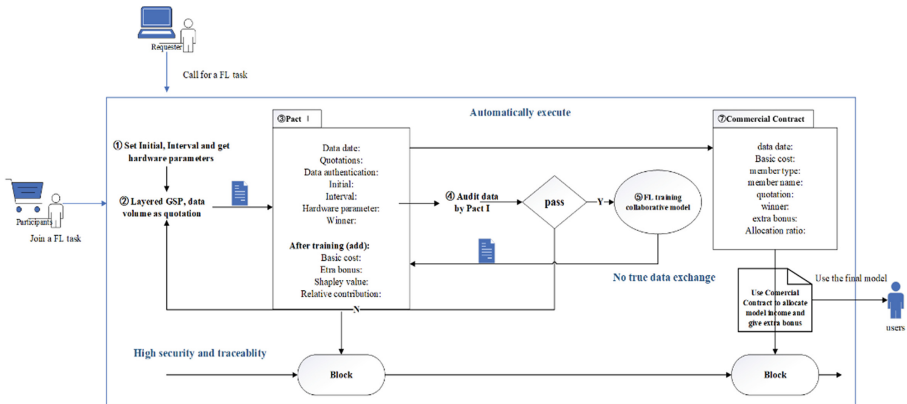 Requester
Call for a FL task
Participants
Join a FL task
Automatically execute
① Set Initial, Interval and get
hardware parameters
② Layered GSP, data
volume as quotation
③Pact I
Data date:
Quotations:
Data authentication:
Initial:
Interval:
Hardware parameter:
Winner:
After training (add):
Basic cost:
Etra bonus:
Shapley value:
Relative contribution:
④ Audit data
by Pact I
pass
Y
N
⑤ FL training
collaborative model
No true data exchange
⑦Commercial Contract
data date:
Basic cost:
member type:
member name:
quotation:
winner:
extra bonus:
Allocation ratio:
Use Comercial
Contract to allocate
model income and
give extra bonus
Use the final model
users
High security and traceablity
Block
Block